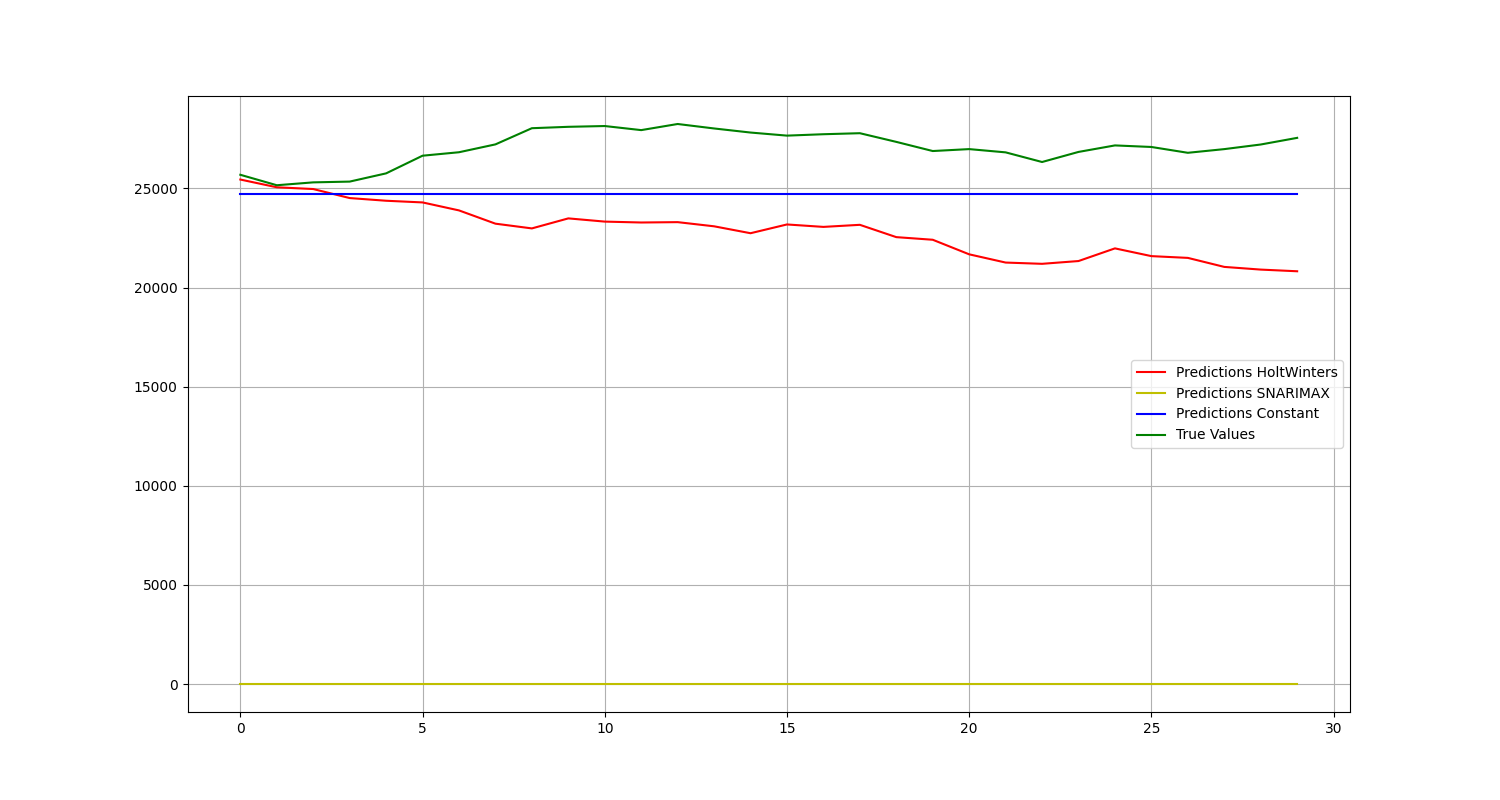 25000
20000
15000
10000
5000
0
0 5 10 15 20 25 30
Predictions HoltWinters
Predictions SNARIMAX
Predictions Constant
True Values